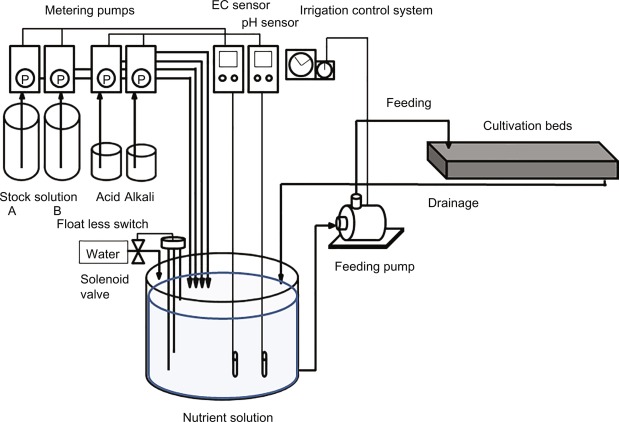 Metering pumps
EC sensor
pH sensor
Irrigation control system
P P P P
Feeding
Cultivation beds
Stock solution
A B
Acid Alkali
Drainage
Float less switch
Water
Solenoid
valve
Feeding pump
Nutrient solution